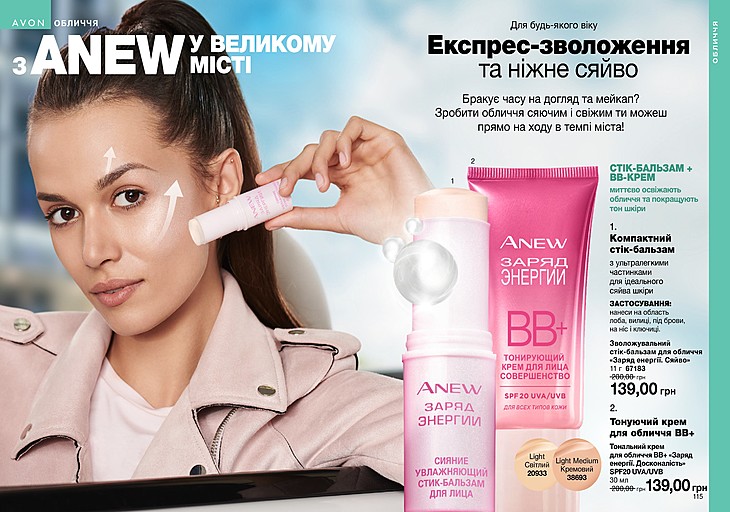 AVON ОБЛИЧЧЯ
З ANEW У ВЕЛИКОМУ
МІСТІ
Для будь-якого віку
Експрес-зволоження
та ніжне сяйво
Бракує часу на догляд та мейкап?
Зробити обличчя сяючим і свіжим ти можеш
прямо на ходу в темпі міста!
ОБЛИЧЧЯ
СТІК-БАЛЬЗАМ +
BB-КРЕМ
миттєво освіжають
обличчя та покращують
тон шкіри
1.
Компактний
стік-бальзам
з ультралегкими
частинками
для ідеального
сяйва шкіри
ЗАСТОСУВАННЯ:
нанеси на область
лоба, вилиці, під брови,
на ніс і ключиці.
Зволожувальний
стік-бальзам для обличчя
«Заряд енергії. Сяйво»
11 г 67183
200,00 грн
139,00 грн
2.
Тонуючий крем
для обличчя BB+
Тональний крем
для обличчя BB+ «Заряд
енергії. Досконалість»
SPF20 UVA/UVB
30 мл
200,00 грн 139,00 грн
115
1
2
ANEW
ANEW
ЗАРЯД
ЭНЕРГИИ
BB+
ТОНИРУЮЩИЙ
КРЕМ ДЛЯ ЛИЦА
СОВЕРШЕНСТВО
SPF 20 UVA/UVB
ДЛЯ ВСЕХ ТИПОВ КОЖИ
ANEW
ЗАРЯД
ЭНЕРГИИ
СИЯНИЕ
УВЛАЖНЯЮЩИЙ
СТИК-БАЛЬЗАМ
ДЛЯ ЛИЦА
Light
Світлий
20933
Light Medium
Кремовий
38693